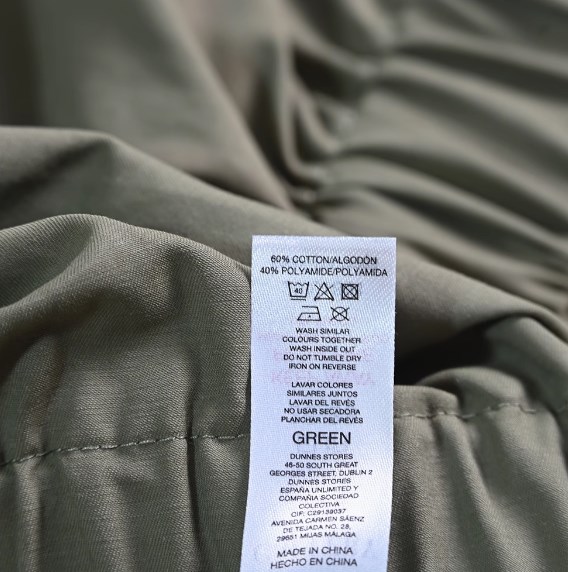 60% COTTON/ALGODÓN
40% POLYAMIDE/POLYAMIDA
40
WASH SIMILAR
COLOURS TOGETHER
WASH INSIDE OUT
DO NOT TUMBLE DRY
IRON ON REVERSE
LAVAR COLORES
SIMILARES JUNTOS
LAVAR DEL REVÉS
NO USAR SECADORA
PLANCHAR DEL REVÉS
GREEN
DUNNES STORES
46-50 SOUTH GREAT
GEORGES STREET, DUBLIN 2
DUNNES STORES
ESPAÑA UNLIMITED Y
COMPAÑIA SOCIEDAD
COLECTIVA
CIF: C29139037
AVENIDA CARMEN SÁENZ
DE TEJADA NO. 28,
29651 MIJAS MÁLAGA
MADE IN CHINA
HECHO EN CHINA